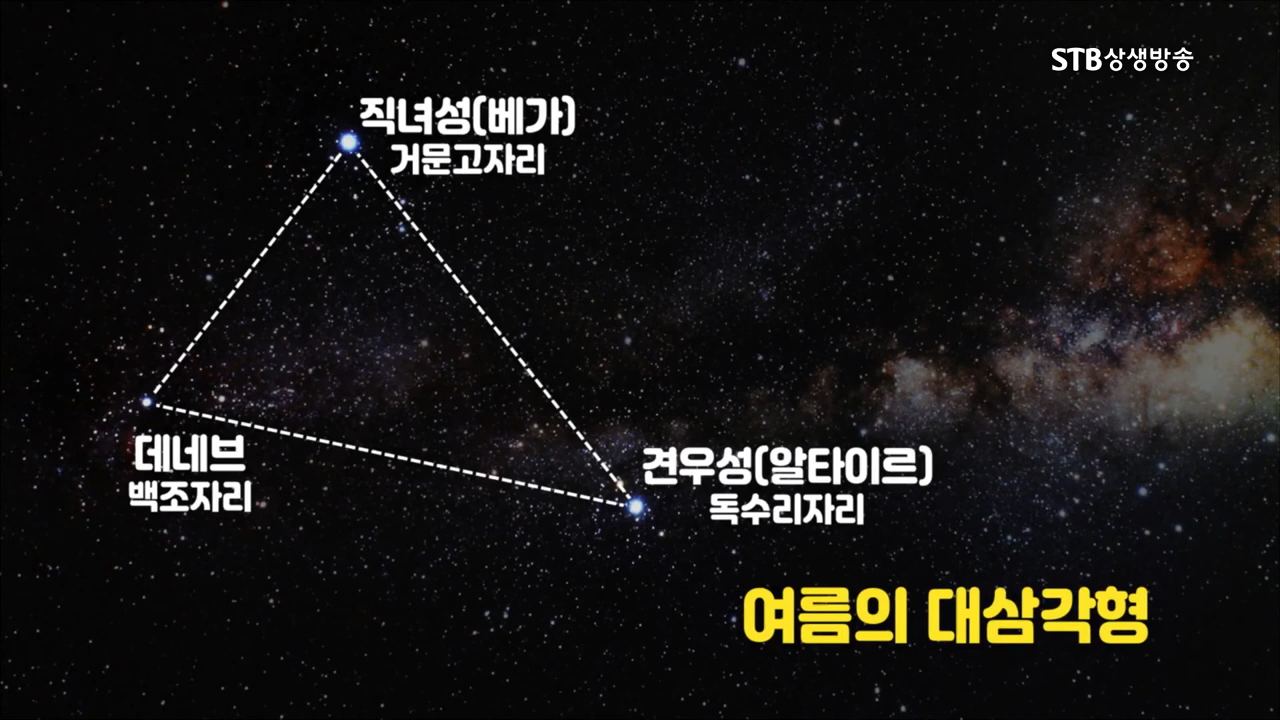 STB상생방송
직녀성(베가)
거문고자리
데네브
백조자리
견우성(알타이르)
독수리자리
여름의 대삼각형